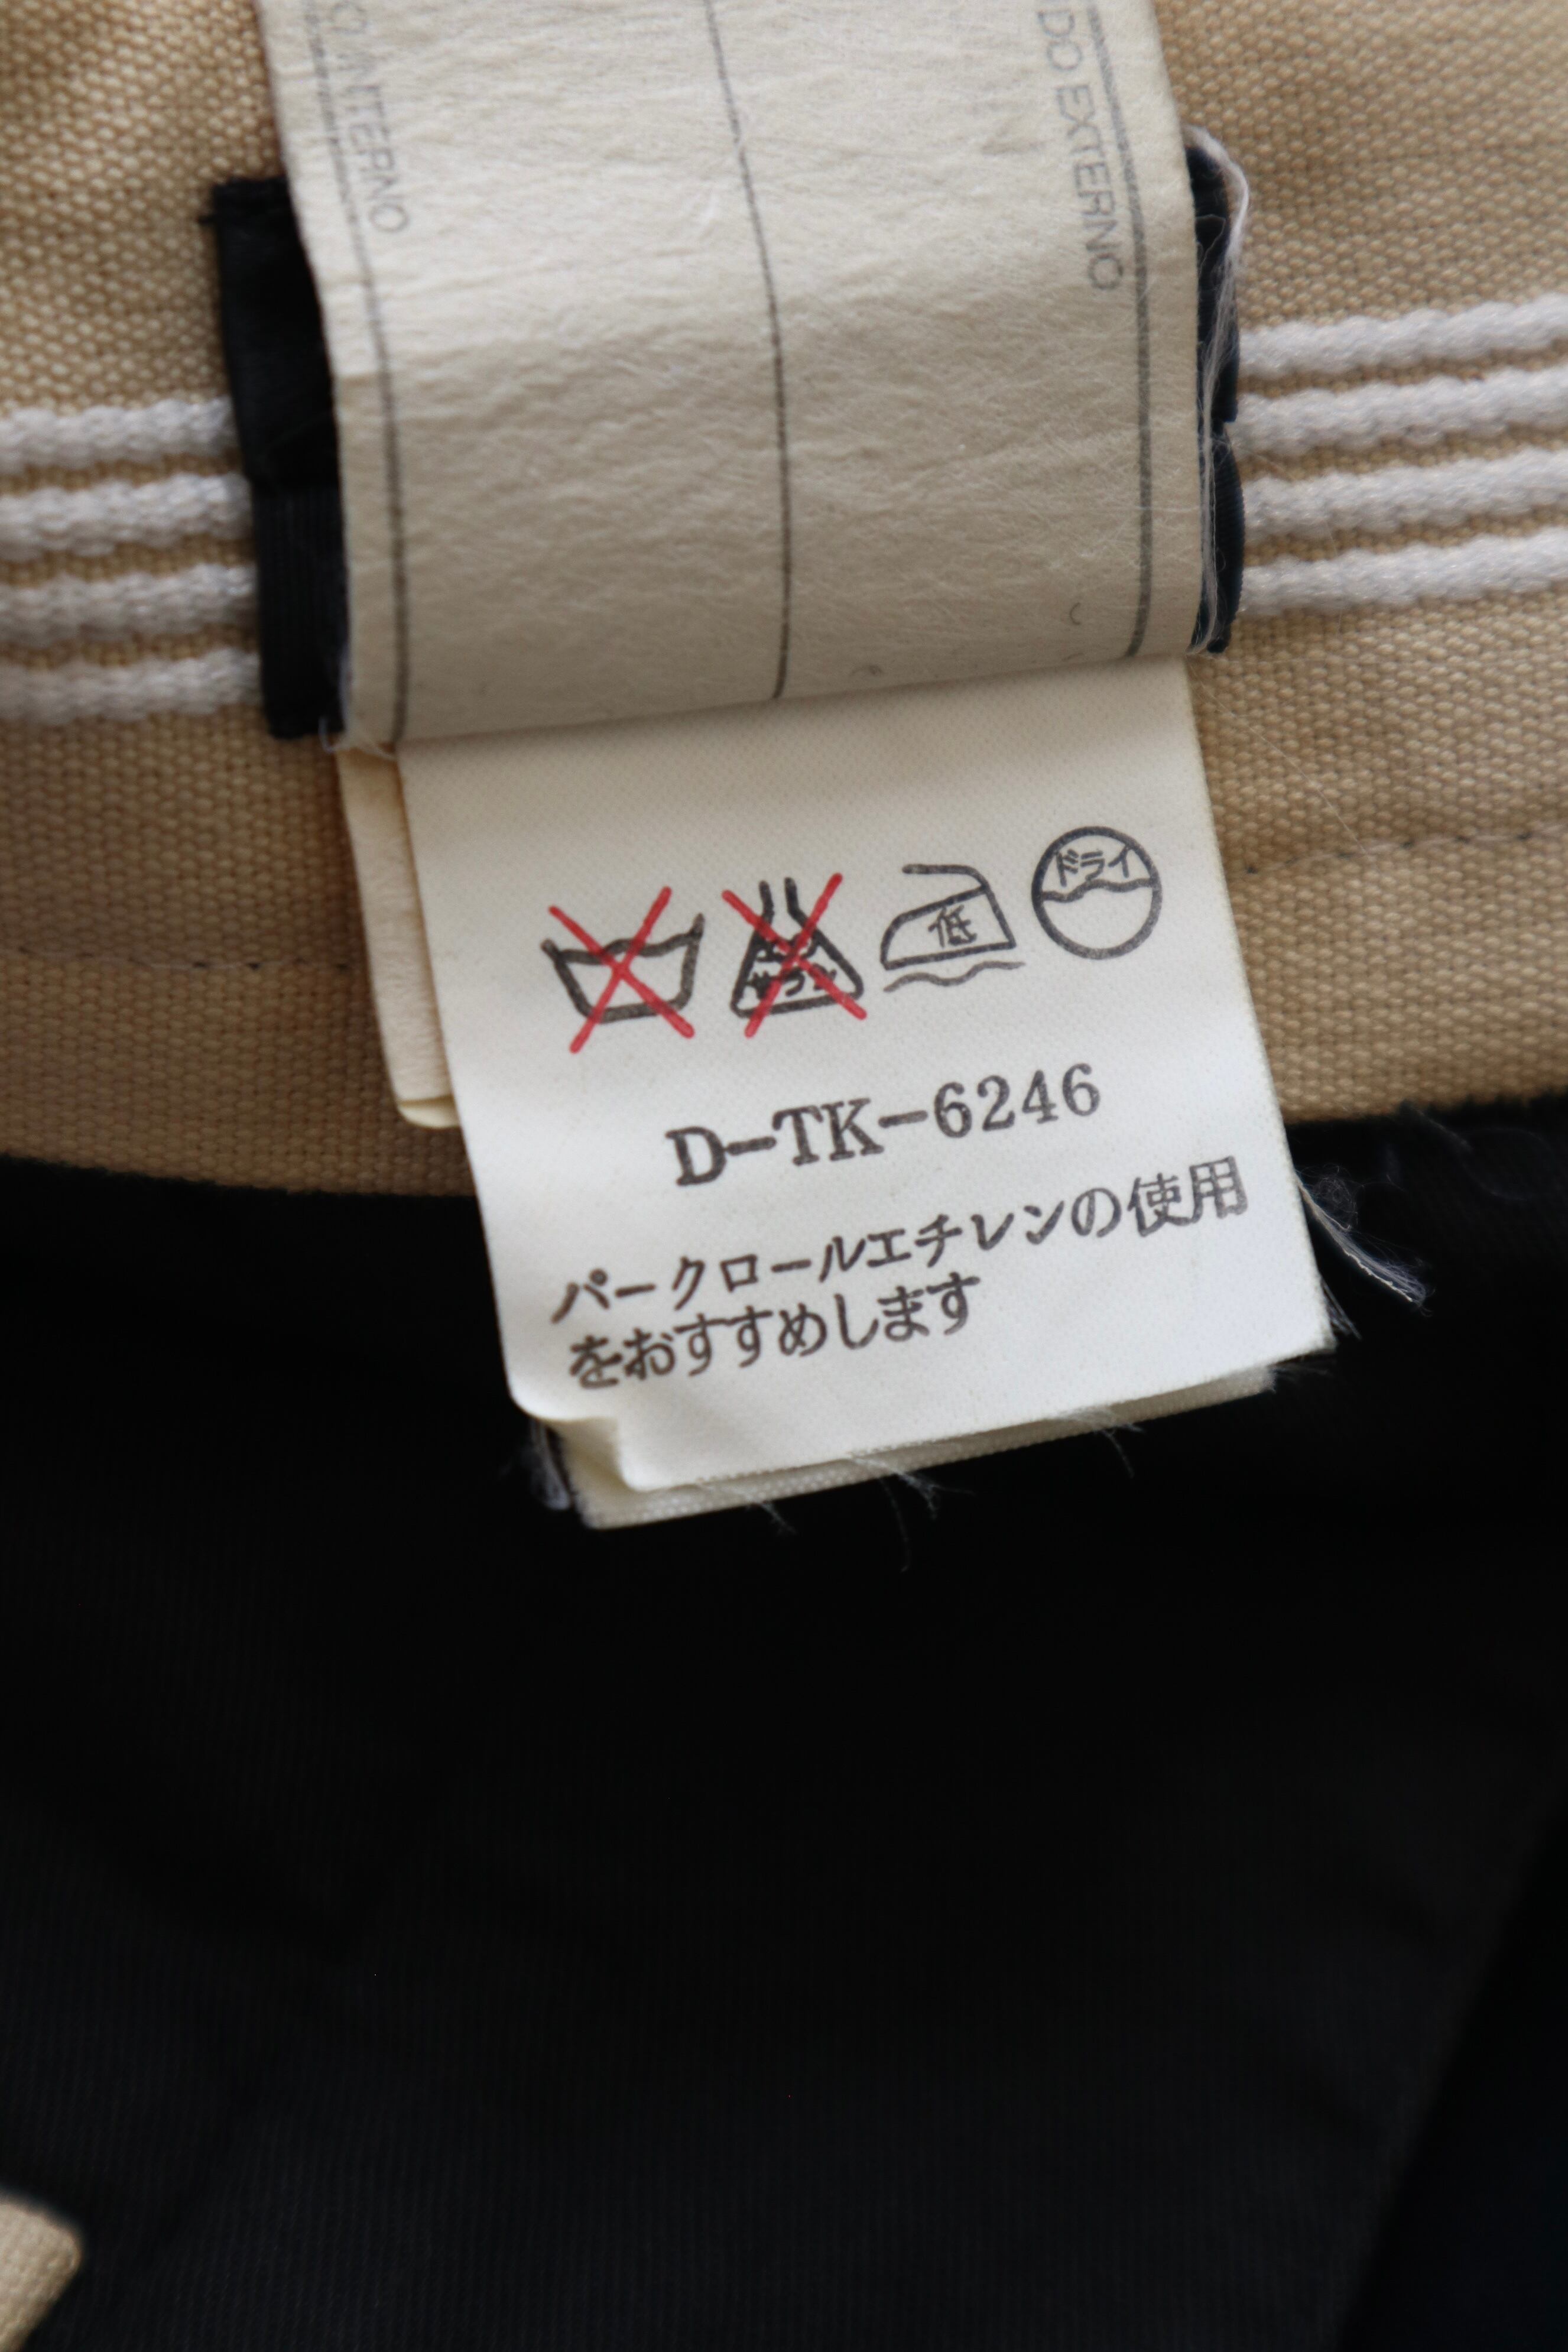 O INTERNO
DO EXTERNO
低
ドライ
D-TK-6246
パークロールエチレンの使用
をおすすめします